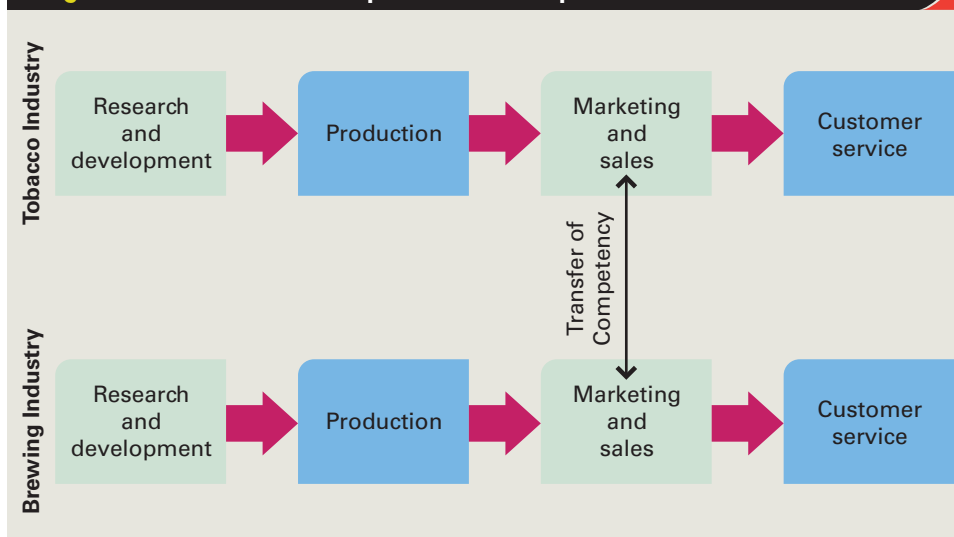 Tobacco Industry
Research
and
development
Production
Marketing
and
sales
Customer
service
Transfer of
Competency
Brewing Industry
Research
and
development
Production
Marketing
and
sales
Customer
service